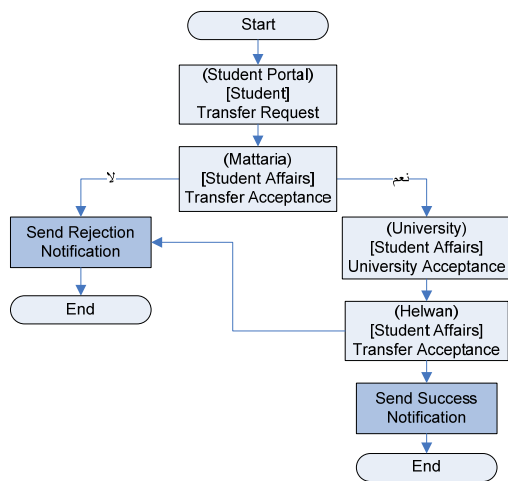 Start
(Student Portal)
[Student]
Transfer Request
(Mattaria)
[Student Affairs]
Transfer Acceptance
لا
نعم
Send Rejection
Notification
End
(University)
[Student Affairs]
University Acceptance
(Helwan)
[Student Affairs]
Transfer Acceptance
Send Success
Notification
End